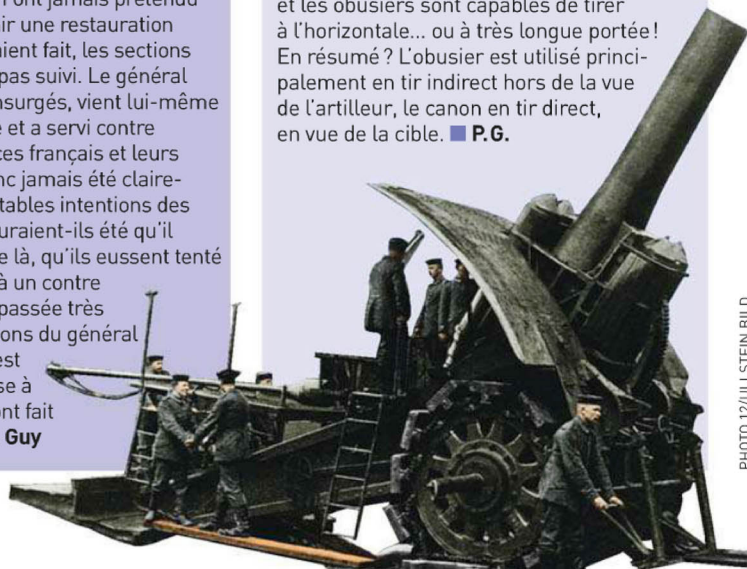 n'ont jamais prétendu
ir une restauration
aient fait, les sections
pas suivi. Le général
nsurgés, vient lui-même
e et a servi contre
ces français et leurs
nc jamais été claire-
tables intentions des
uraient-ils été qu'il
e là, qu'ils eussent tenté
à un contre
passée très
ons du général
est
se à
ont fait
Guy
et les obusiers sont capables de tirer
à l'horizontale... ou à très longue portée !
En résumé ? L'obusier est utilisé princi-
palement en tir indirect hors de la vue
de l'artilleur, le canon en tir direct,
en vue de la cible. ■ P.G.
PHOTO 12/ULLSTEIN BILD